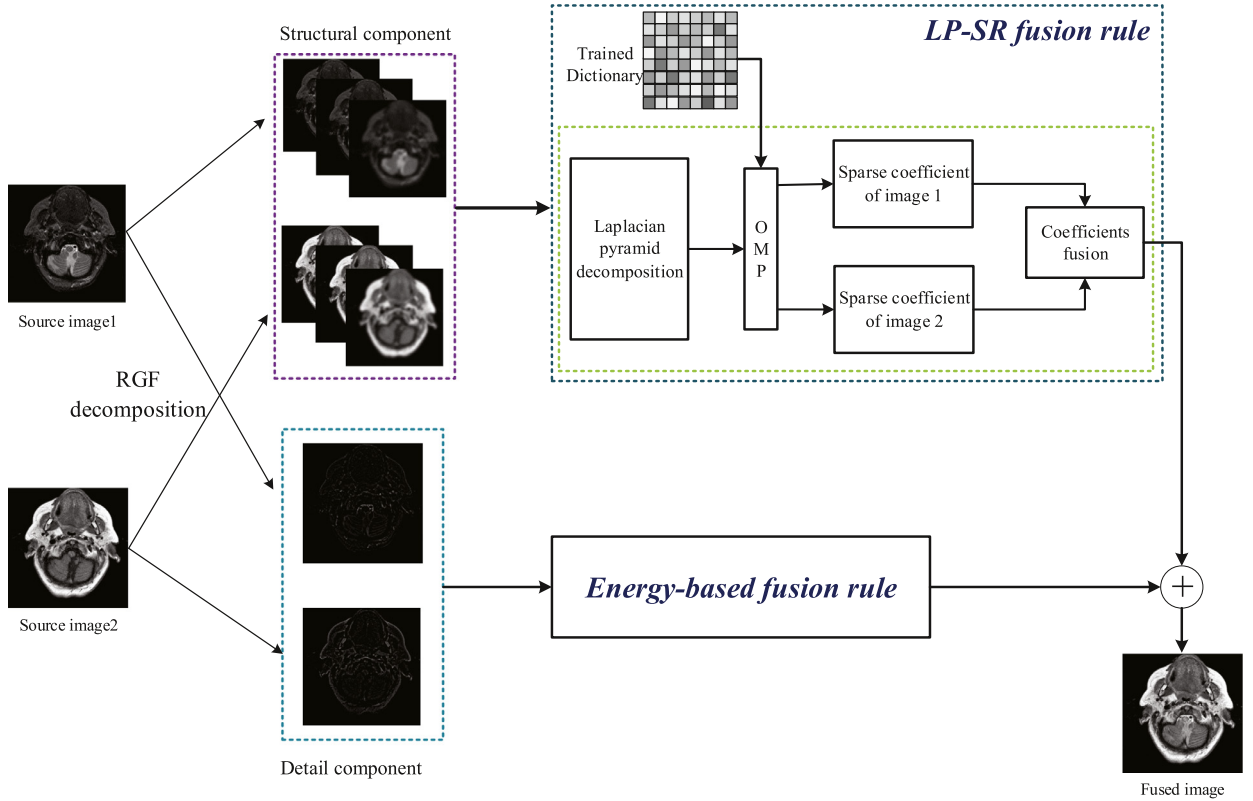 Structural component
LP-SR fusion rule
Trained
Dictionary
Sparse coefficient
of image 1
Laplacian
pyramid
decomposition
O
M
P
Coefficients
fusion
Sparse coefficient
of image 2
Source image1
RGF
decomposition
Energy-based fusion rule
+
Source image2
Detail component
Fused image